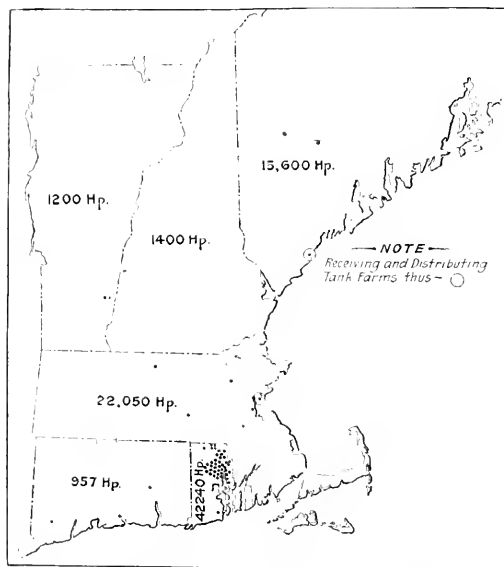 15,600 Hp.
1200 Hp.
1400 Hp.
— NOTE —
Receiving and Distributing
Tank Farms thus –
22,050 Hp.
957 Hp.
42240 Hp.